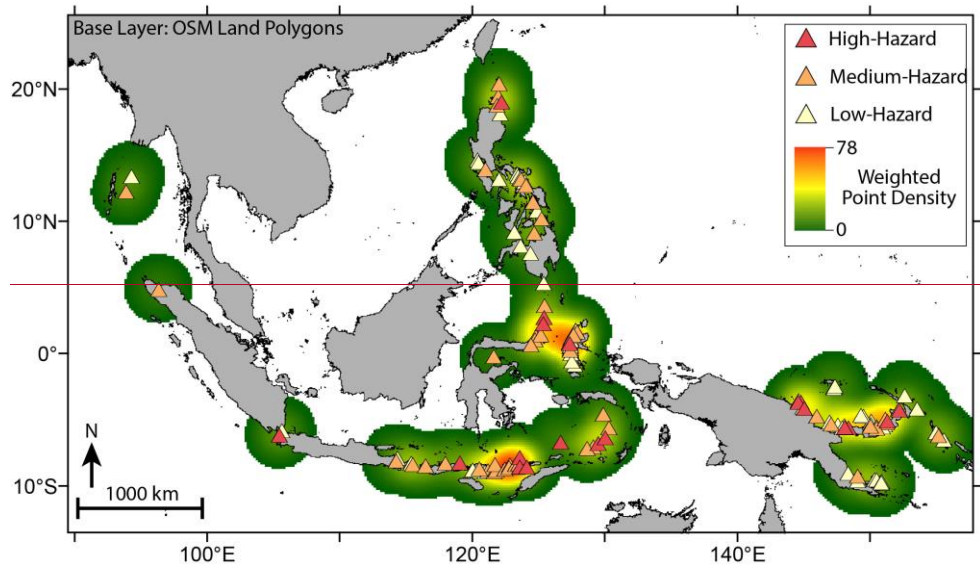 Base Layer: OSM Land Polygons
High-Hazard
Medium-Hazard
Low-Hazard
78
Weighted
Point Density
0
20°N
10°N
0°
10°S
N
1000 km
100°E
120°E
140°E